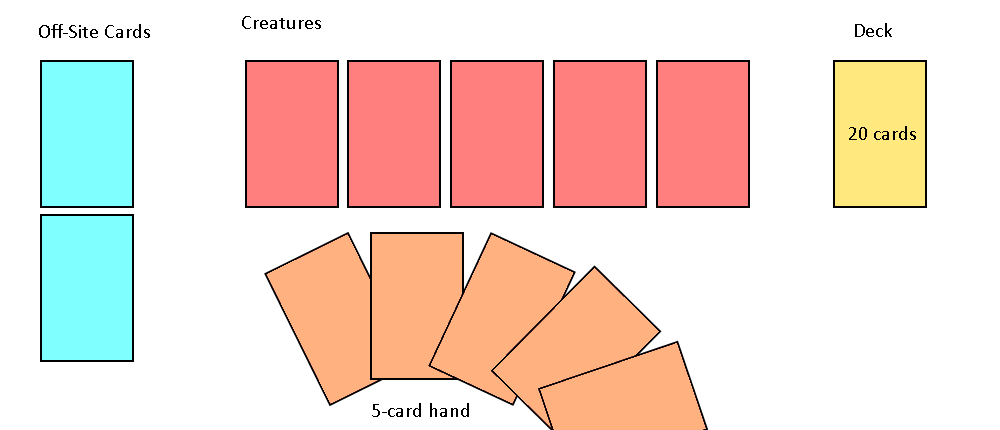 Off-Site Cards
Creatures
Deck
20 cards
5-card hand